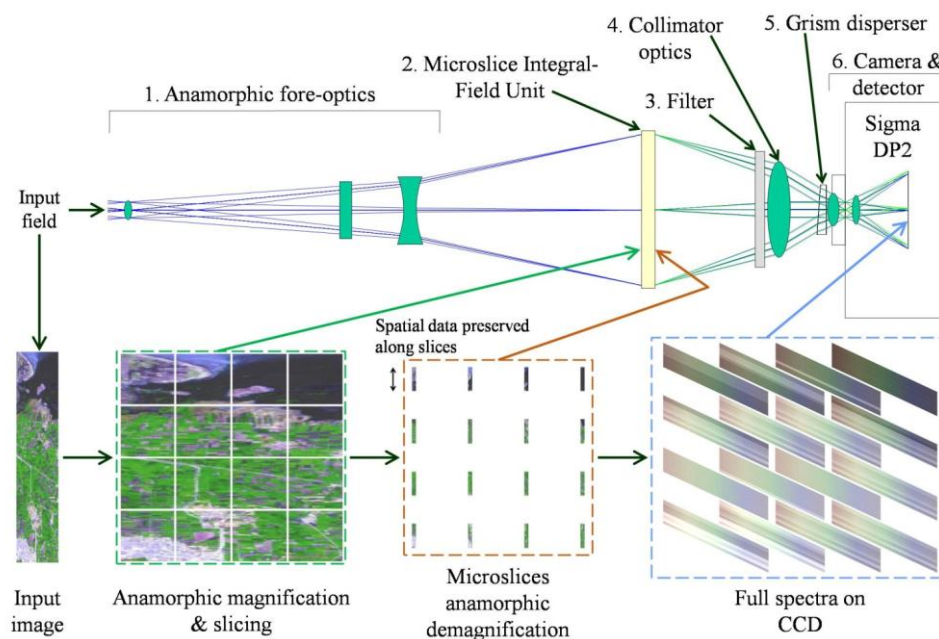 1. Anamorphic fore-optics
2. Microslice Integral-
Field Unit
3. Filter
4. Collimator
optics
5. Grism disperser
6. Camera &
detector
Sigma
DP2
Input
field
Spatial data preserved
along slices
Input
image
Anamorphic magnification
& slicing
Microslices
anamorphic
demagnification
Full spectra on
CCD